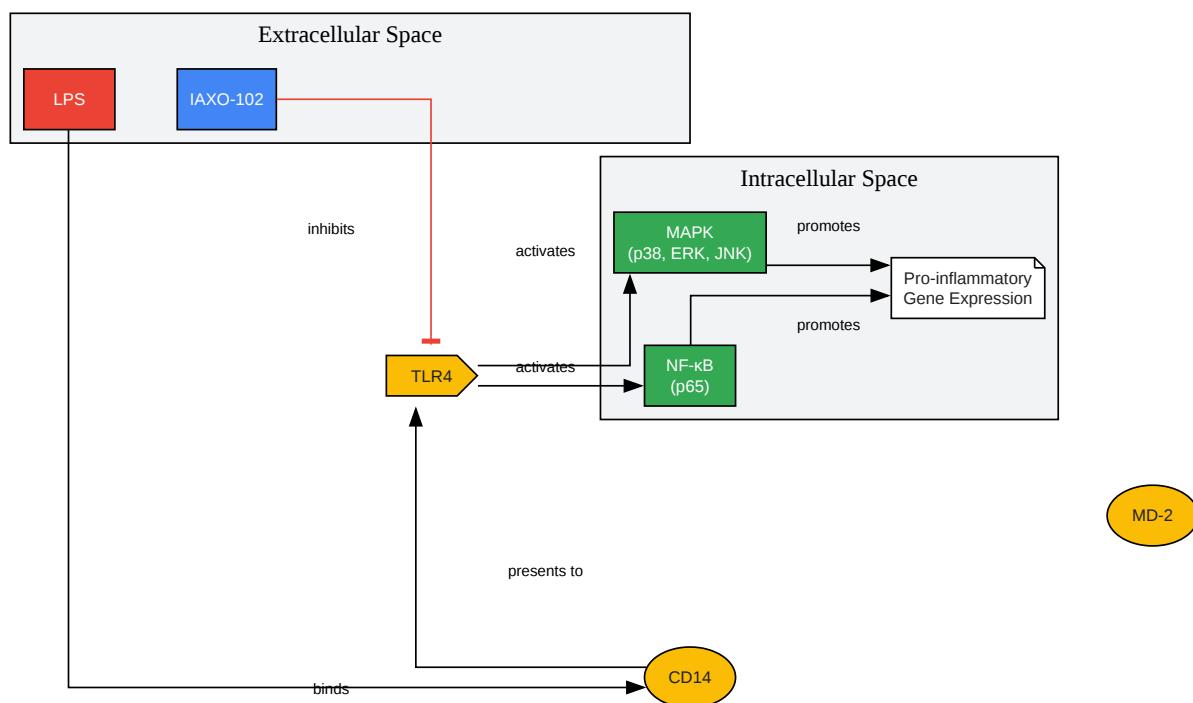 Extracellular Space
LPS
IAXO-102
Intracellular Space
MAPK
(p38, ERK, JNK)
promotes
inhibits
activates
Pro-inflammatory
Gene Expression
promotes
activates
TLR4
NF-κB
(p65)
MD-2
presents to
CD14
binds